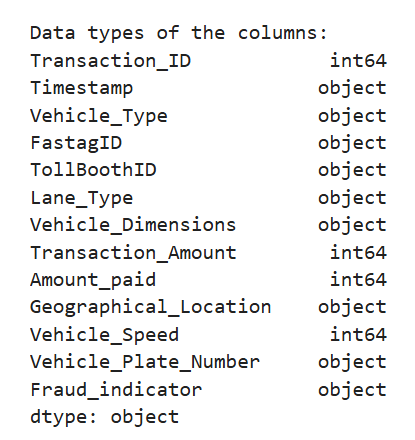 Data types of the columns:
Transaction_ID int64
Timestamp object
Vehicle_Type object
FastagID object
TollBoothID object
Lane_Type object
Vehicle_Dimensions object
Transaction_Amount int64
Amount_paid int64
Geographical_Location object
Vehicle_Speed int64
Vehicle_Plate_Number object
Fraud_indicator object
dtype: object